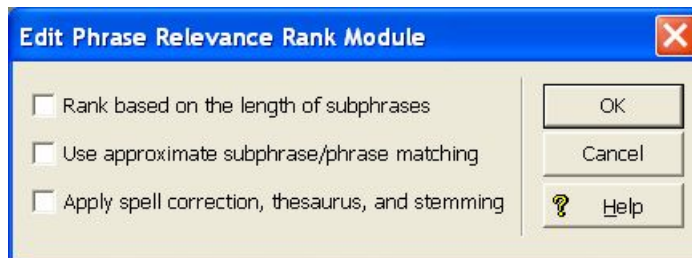 Edit Phrase Relevance Rank Module
Rank based on the length of subphrases
OK
Use approximate subphrase/phrase matching
Cancel
Apply spell correction, thesaurus, and stemming
? Help